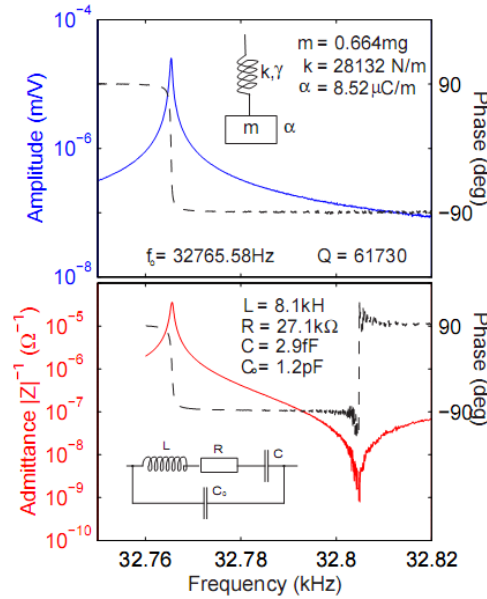 10⁻⁴
10⁻⁶
10⁻⁸
Amplitude (m/V)
k,γ
m
α
m = 0.664mg
k = 28132 N/m
α = 8.52μC/m
90
−90
Phase (deg)
f₀= 32765.58Hz Q = 61730
10⁻⁵
10⁻⁶
10⁻⁷
10⁻⁸
10⁻⁹
10⁻¹⁰
Admittance |Z|⁻¹ (Ω⁻¹)
L = 8.1kH
R = 27.1kΩ
C = 2.9fF
C₀= 1.2pF
90
−90
Phase (deg)
L
R
C
C₀
32.76 32.78 32.8 32.82
Frequency (kHz)